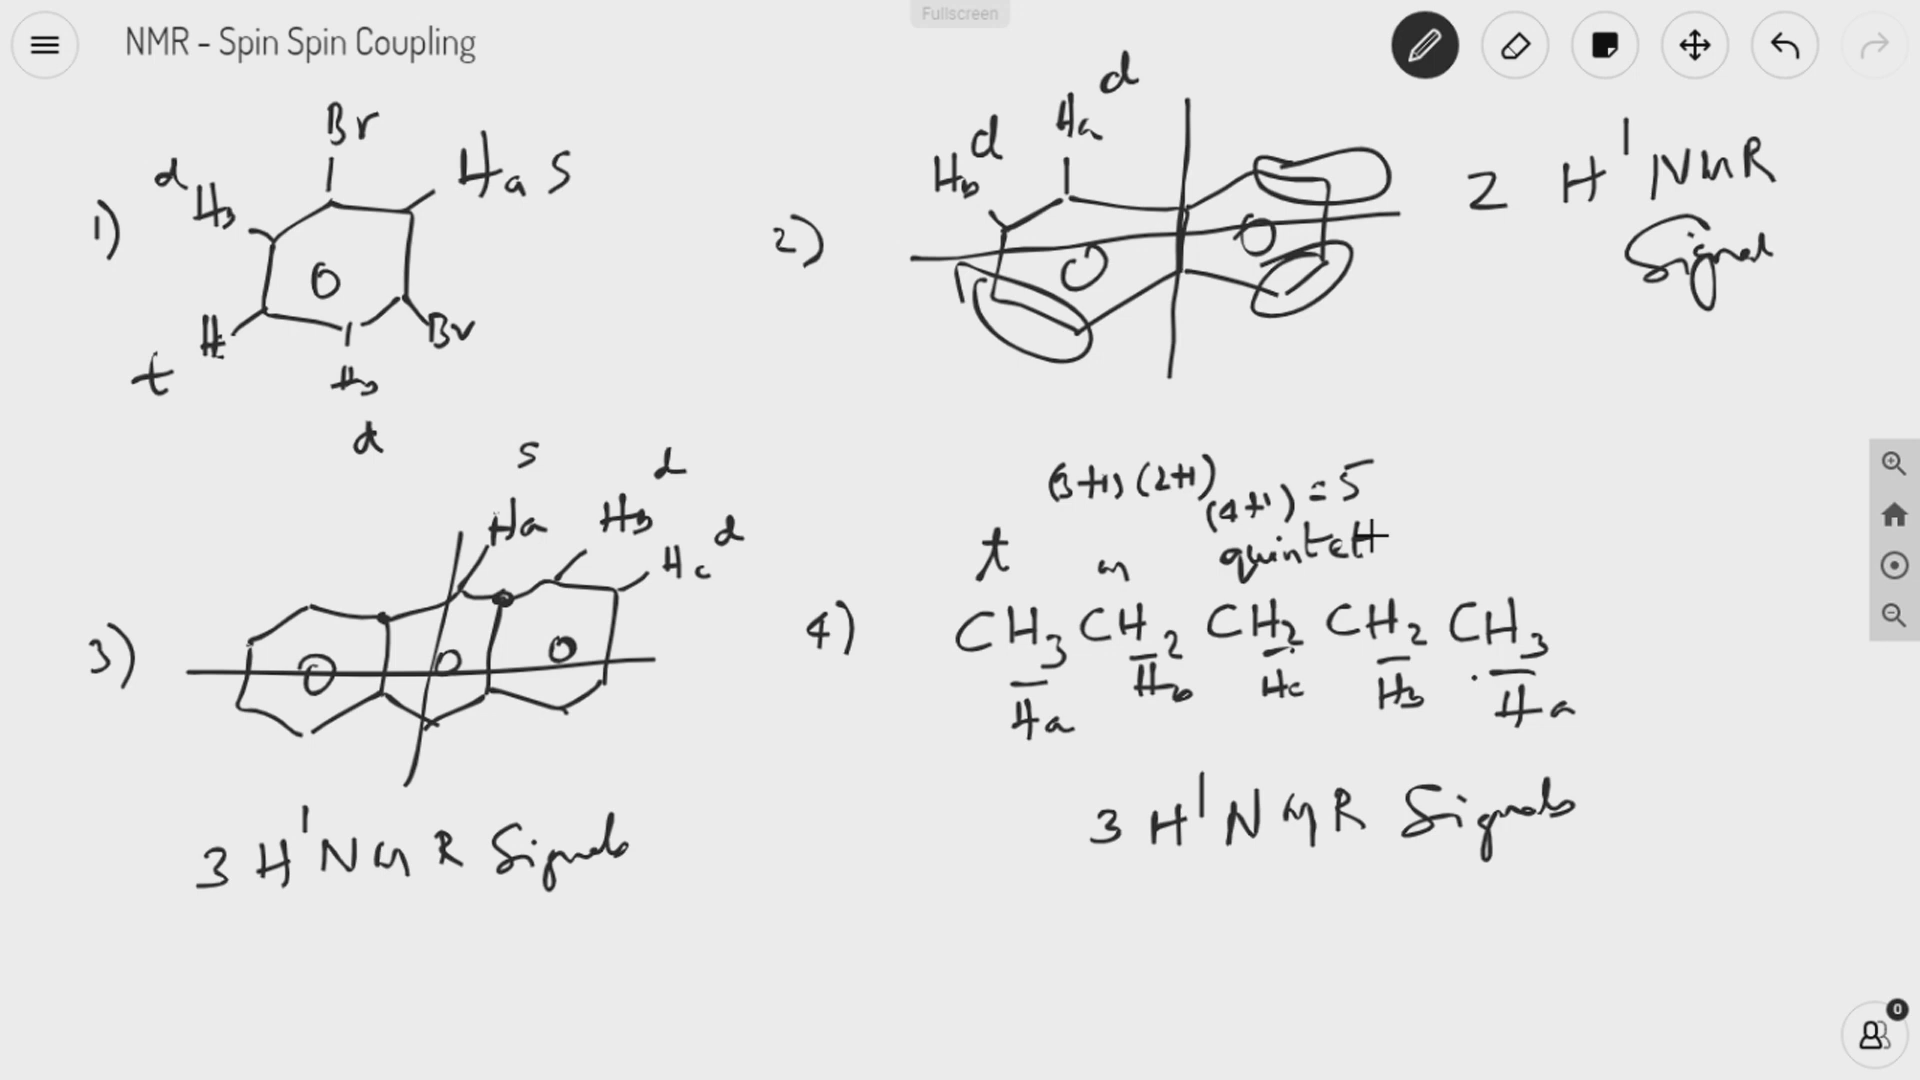 Fullscreen
NMR - Spin Spin Coupling
1)
Br
d Hb
Ha s
H
t
Br
Hb
d
2)
Hb d
Ha d
2 H¹ NMR
Signal
3)
s
Ha
d
Hb
Hc d
3 H¹ NMR Signals
4)
(3+1)(2+1)
(4+1) = 5
t m quintett
CH3 CH2 CH2 CH2 CH3
Ha Hb Hc Hb Ha
3 H¹ NMR Signals
0